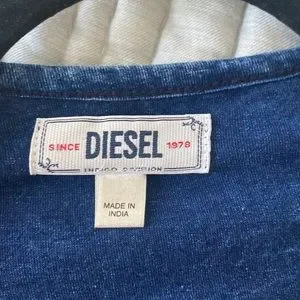 SINCE DIESEL 1978
INDIGO DIVISION
MADE IN
INDIA